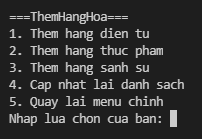 ===ThemHangHoa===
1. Them hang dien tu
2. Them hang thuc pham
3. Them hang sanh su
4. Cap nhat lai danh sach
5. Quay lai menu chinh
Nhap lua chon cua ban: